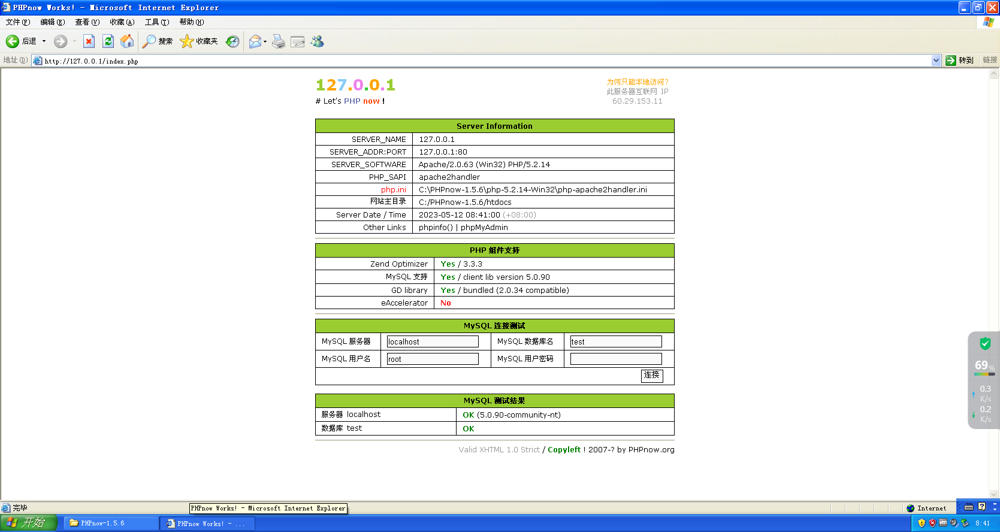 PHPnow Works! - Microsoft Internet Explorer
文件(F) 编辑(E) 查看(V) 收藏(A) 工具(T) 帮助(H)
后退 搜索 收藏夹
地址(D) http://127.0.0.1/index.php 转到 链接
127.0.0.1
# Let's PHP now !
为何只能本地访问?
此服务器互联网 IP
60.29.153.11
Server Information
SERVER_NAME 127.0.0.1
SERVER_ADDR:PORT 127.0.0.1:80
SERVER_SOFTWARE Apache/2.0.63 (Win32) PHP/5.2.14
PHP_SAPI apache2handler
php.ini C:\PHPnow-1.5.6\php-5.2.14-Win32\php-apache2handler.ini
网站主目录 C:/PHPnow-1.5.6/htdocs
Server Date / Time 2023-05-12 08:41:00 (+08:00)
Other Links phpinfo() | phpMyAdmin
PHP 组件支持
Zend Optimizer Yes / 3.3.3
MySQL 支持 Yes / client lib version 5.0.90
GD library Yes / bundled (2.0.34 compatible)
eAccelerator No
MySQL 连接测试
MySQL 服务器 localhost MySQL 数据库名 test
MySQL 用户名 root MySQL 用户密码
连接
MySQL 测试结果
服务器 localhost OK (5.0.90-community-nt)
数据库 test OK
Valid XHTML 1.0 Strict / Copyleft ! 2007-? by PHPnow.org
69%
0.3
K/s
0.2
K/s
完毕 PHPnow Works! - Microsoft Internet Explorer Internet
开始 PHPnow-1.5.6 PHPnow Works! - ... 8:41